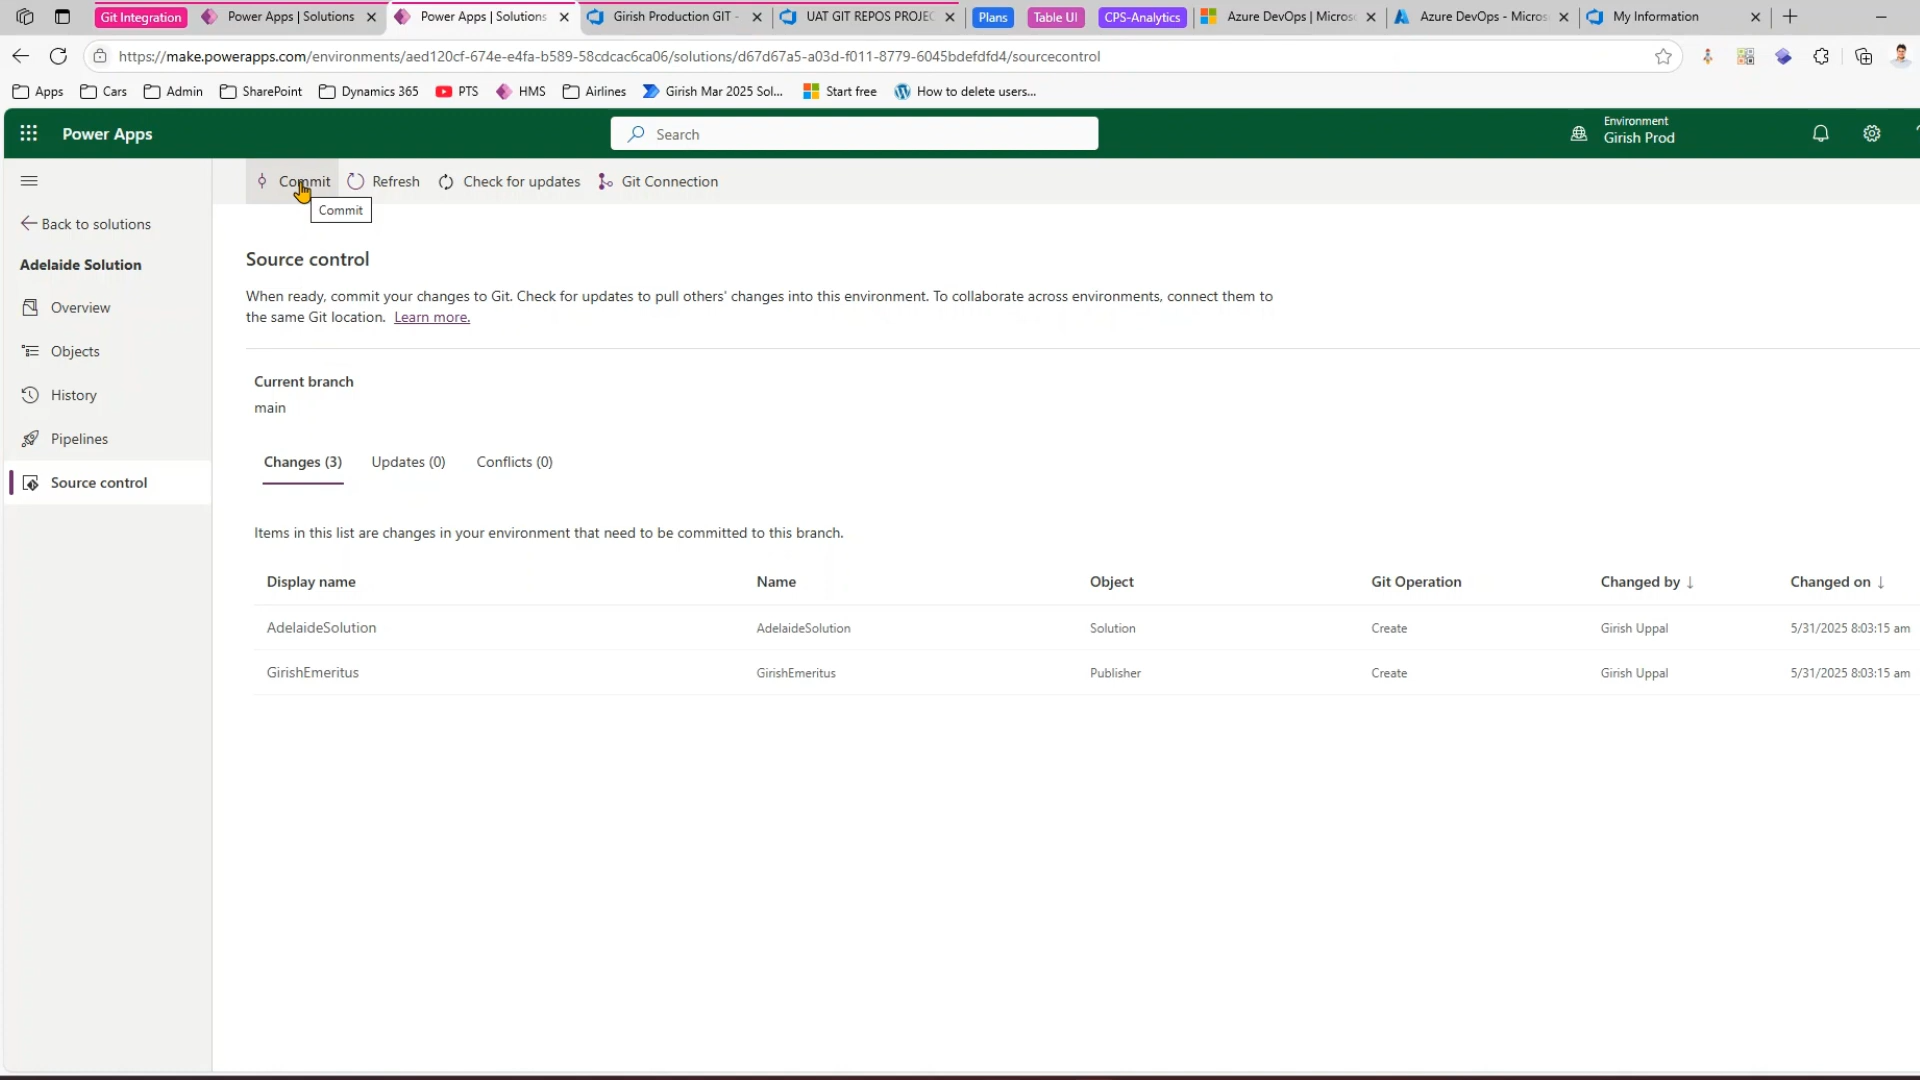 Git Integration
Power Apps | Solutions
Power Apps | Solutions
Girish Production GIT -
UAT GIT REPOS PROJEC
Plans
Table UI
CPS-Analytics
Azure DevOps | Micros
Azure DevOps - Micros
My Information
https://make.powerapps.com/environments/aed120cf-674e-e4fa-b589-58cdcac6ca06/solutions/d67d67a5-a03d-f011-8779-6045bdefdfd4/sourcecontrol
Apps
Cars
Admin
SharePoint
Dynamics 365
PTS
HMS
Airlines
Girish Mar 2025 Sol...
Start free
How to delete users...
Power Apps
Search
Environment
Girish Prod
Commit
Refresh
Check for updates
Git Connection
Commit
Back to solutions
Adelaide Solution
Overview
Objects
History
Pipelines
Source control
Source control
When ready, commit your changes to Git. Check for updates to pull others' changes into this environment. To collaborate across environments, connect them to
the same Git location. Learn more.
Current branch
main
Changes (3)
Updates (0)
Conflicts (0)
Items in this list are changes in your environment that need to be committed to this branch.
Display name Name Object Git Operation Changed by ↓ Changed on ↓
AdelaideSolution AdelaideSolution Solution Create Girish Uppal 5/31/2025 8:03:15 am
GirishEmeritus GirishEmeritus Publisher Create Girish Uppal 5/31/2025 8:03:15 am